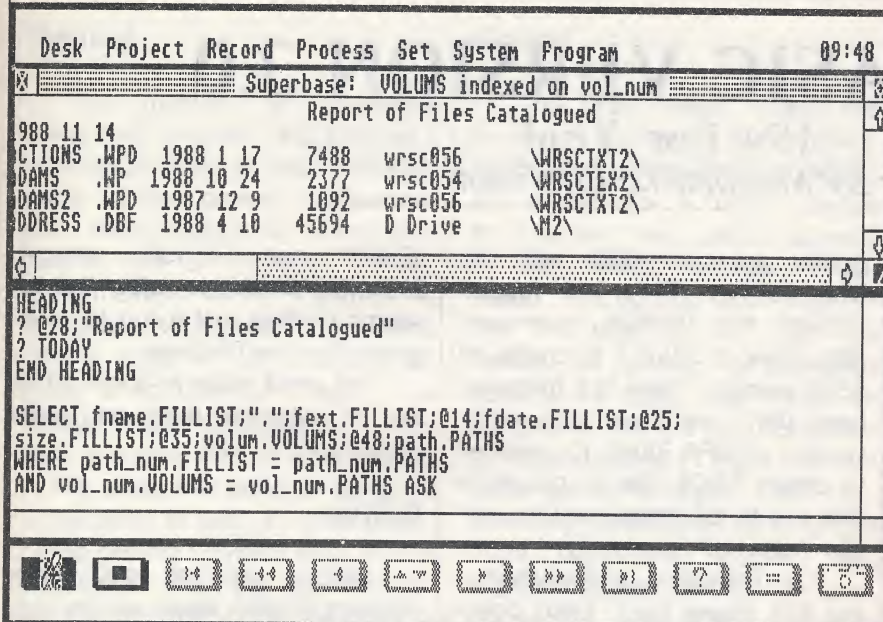 Desk Project Record Process Set System Program 09:48
Superbase: VOLUMS indexed on vol_num
Report of Files Catalogued
1988 11 14
CTIONS .WPD 1988 1 17 7488 wrsc056 \WRSCTXT2\
DAMS .WP 1988 10 24 2377 wrsc054 \WRSCTEX2\
DAMS2 .WPD 1987 12 9 1092 wrsc056 \WRSCTXT2\
DDRESS .DBF 1988 4 10 45694 D Drive \M2\
HEADING
? @28;"Report of Files Catalogued"
? TODAY
END HEADING
SELECT fname.FILLIST;".";fext.FILLIST;@14;fdate.FILLIST;@25;
size.FILLIST;@35;volum.VOLUMS;@48;path.PATHS
WHERE path_num.FILLIST = path_num.PATHS
AND vol_num.VOLUMS = vol_num.PATHS ASK
?